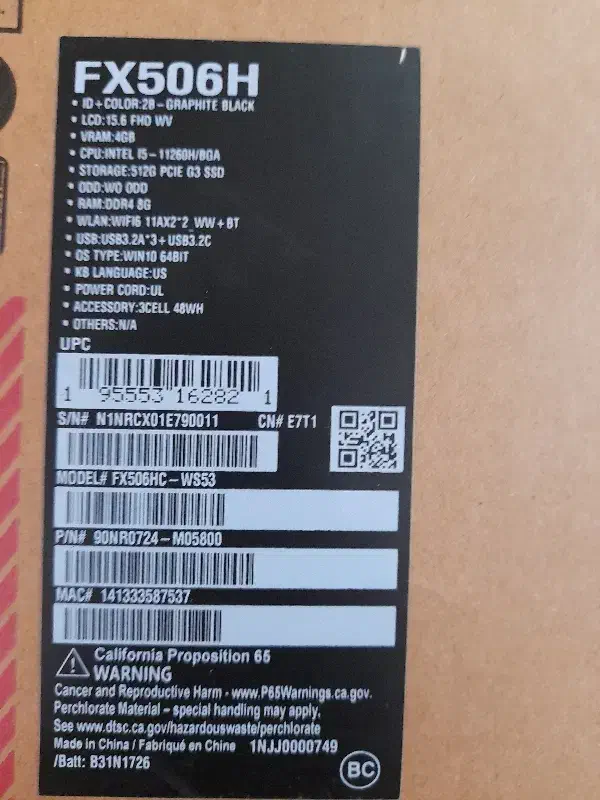 FX506H
• ID+COLOR:2B-GRAPHITE BLACK
• LCD:15.6 FHD WV
• VRAM:4GB
• CPU:INTEL I5-11260H/BGA
• STORAGE:512G PCIE G3 SSD
• ODD:WO ODD
• RAM:DDR4 8G
• WLAN:WIFI6 11AX2*2_WW+BT
• USB:USB3.2A*3+USB3.2C
• OS TYPE:WIN10 64BIT
• KB LANGUAGE:US
• POWER CORD:UL
• ACCESSORY:3CELL 48WH
• OTHERS:N/A
UPC
1 95553 16282 1
S/N# N1NRCX01E790011 CN# E7T1
MODEL# FX506HC-WS53
P/N# 90NR0724-M05800
MAC# 141333587537
California Proposition 65
WARNING
Cancer and Reproductive Harm - www.P65Warnings.ca.gov.
Perchlorate Material - special handling may apply,
See www.dtsc.ca.gov/hazardouswaste/perchlorate
Made in China / Fabriqué en Chine 1NJJ0000749
/Batt: B31N1726
BC